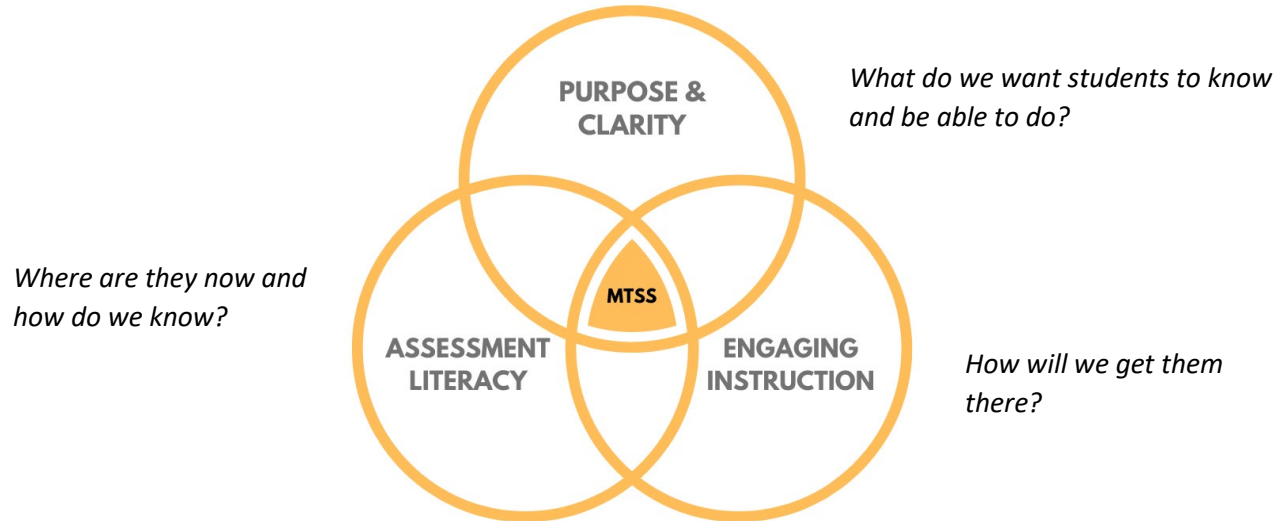 PURPOSE &
CLARITY
What do we want students to know
and be able to do?
Where are they now and
how do we know?
MTSS
ASSESSMENT
LITERACY
ENGAGING
INSTRUCTION
How will we get them
there?